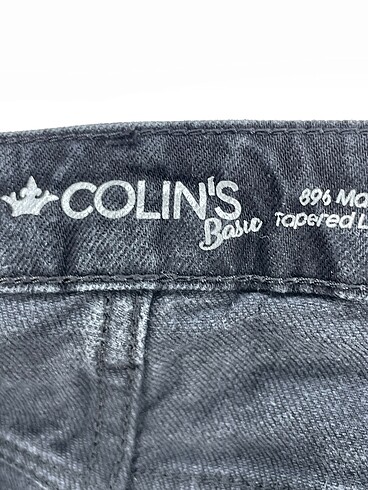 COLIN'S
Basic
896 Ma
Tapered L